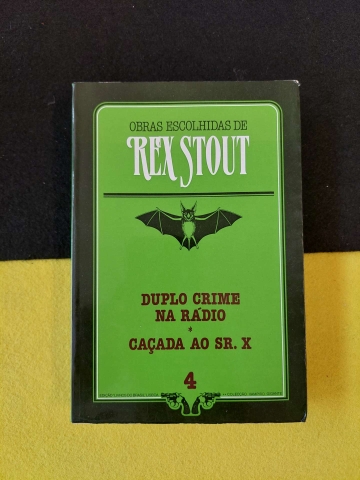 OBRAS ESCOLHIDAS DE
REX STOUT
DUPLO CRIME
NA RÁDIO
*
CAÇADA AO SR. X
4